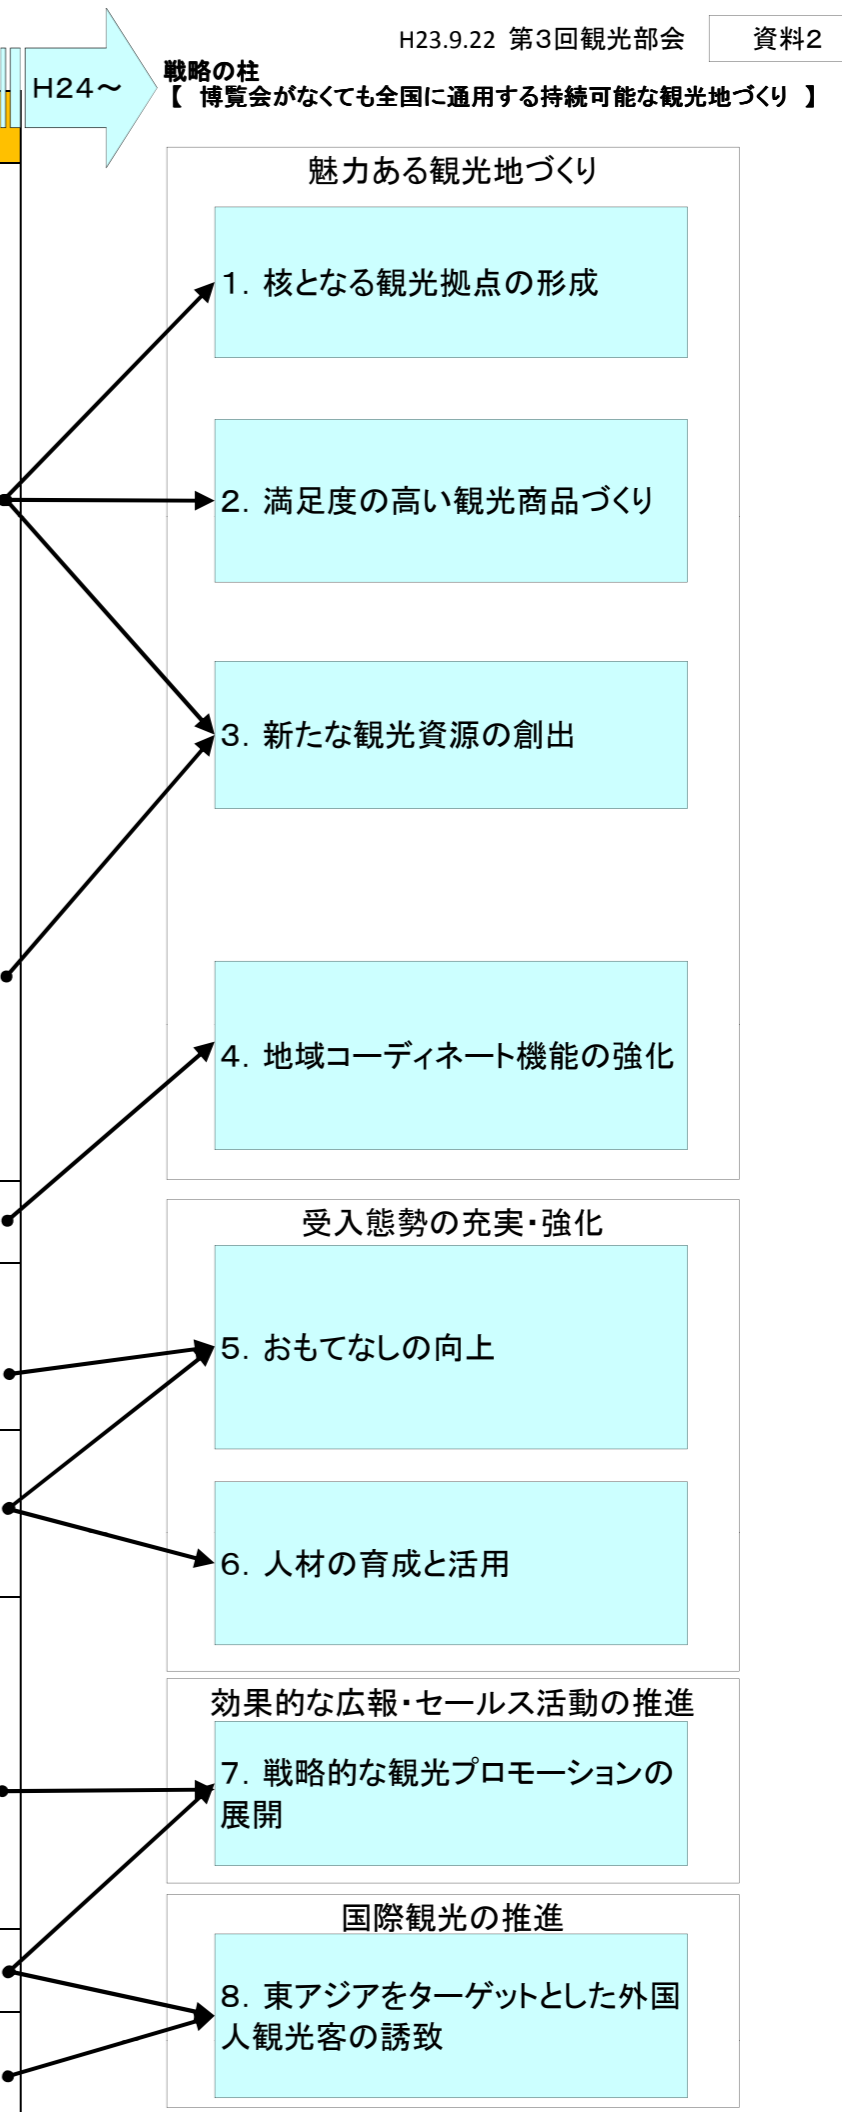 H23.9.22 第3回観光部会
資料2
H24～
戦略の柱
【 博覧会がなくても全国に通用する持続可能な観光地づくり 】
魅力ある観光地づくり
1．核となる観光拠点の形成
2．満足度の高い観光商品づくり
3．新たな観光資源の創出
4．地域コーディネート機能の強化
受入態勢の充実・強化
5．おもてなしの向上
6．人材の育成と活用
効果的な広報・セールス活動の推進
7．戦略的な観光プロモーションの
展開
国際観光の推進
8．東アジアをターゲットとした外国
人観光客の誘致